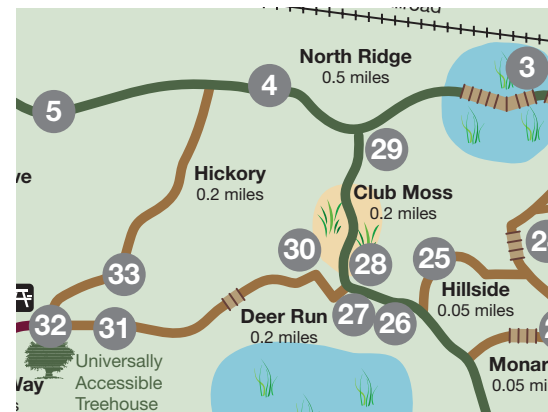 North Ridge
0.5 miles
3
4
5
29
Hickory
0.2 miles
Club Moss
0.2 miles
30
28
25
33
Hillside
0.05 miles
27
26
Deer Run
0.2 miles
32
31
Universally
Accessible
Treehouse
Monar
0.05 mi